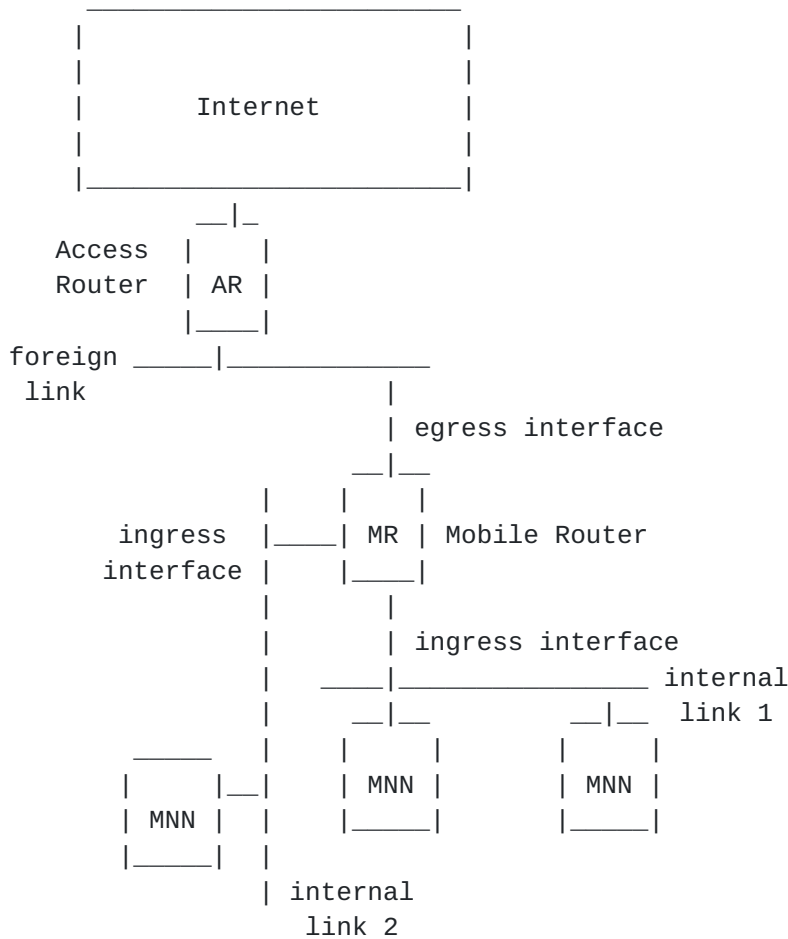 Internet
Access
Router AR
foreign
link
egress interface
ingress MR Mobile Router
interface
ingress interface
internal
link 1
MNN MNN
MNN
internal
link 2